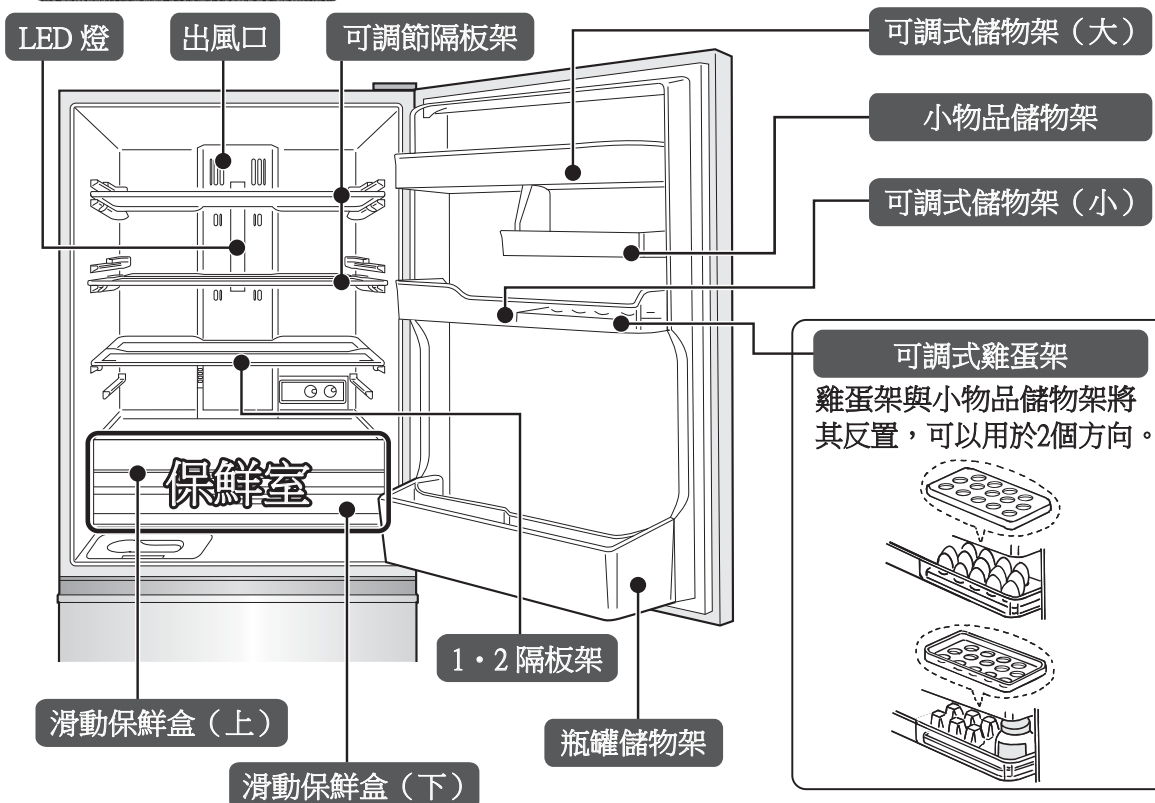 LED 燈
出風口
可調節隔板架
可調式儲物架（大）
小物品儲物架
可調式儲物架（小）
可調式雞蛋架
雞蛋架與小物品儲物架將
其反置，可以用於2個方向。
保鮮室
1・2 隔板架
滑動保鮮盒（上）
瓶罐儲物架
滑動保鮮盒（下）